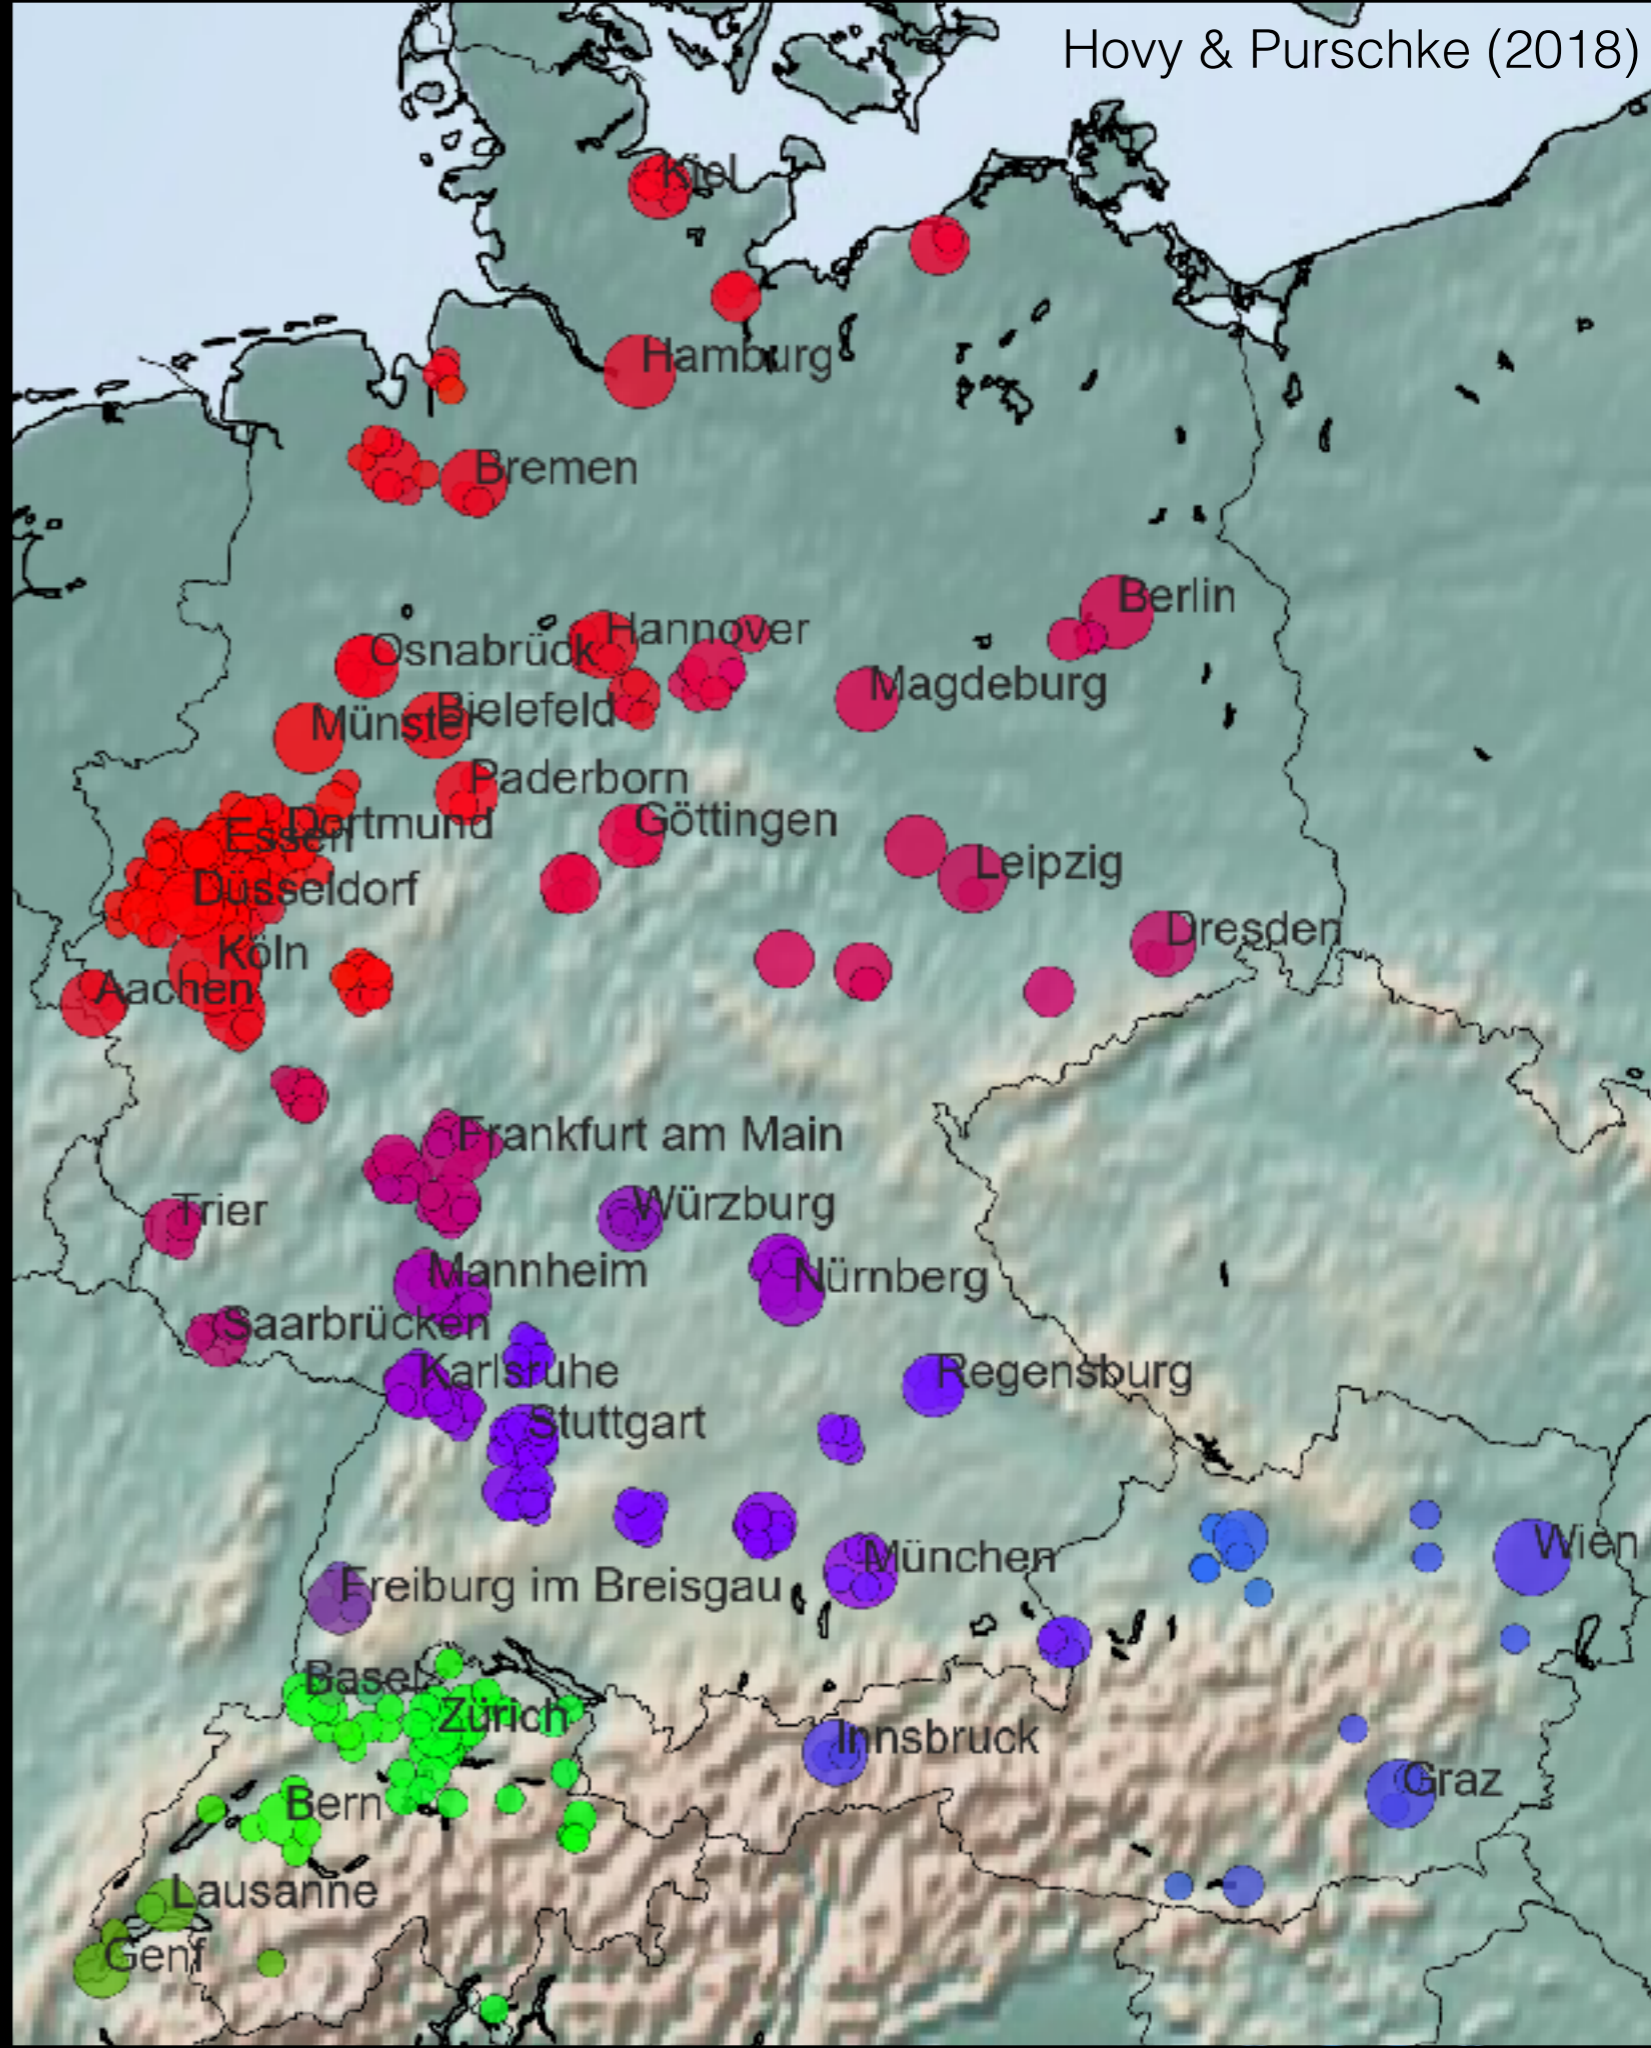 Hovy & Purschke (2018)
Kiel
Hamburg
Bremen
Berlin
Hannover
Osnabrück
Magdeburg
Bielefeld
Münster
Paderborn
Göttingen
Dortmund
Essen
Leipzig
Düsseldorf
Dresden
Köln
Aachen
Frankfurt am Main
Würzburg
Trier
Mannheim
Nürnberg
Saarbrücken
Karlsruhe
Regensburg
Stuttgart
Wien
München
Freiburg im Breisgau
Basel
Zürich
Innsbruck
Graz
Bern
Lausanne
Genf